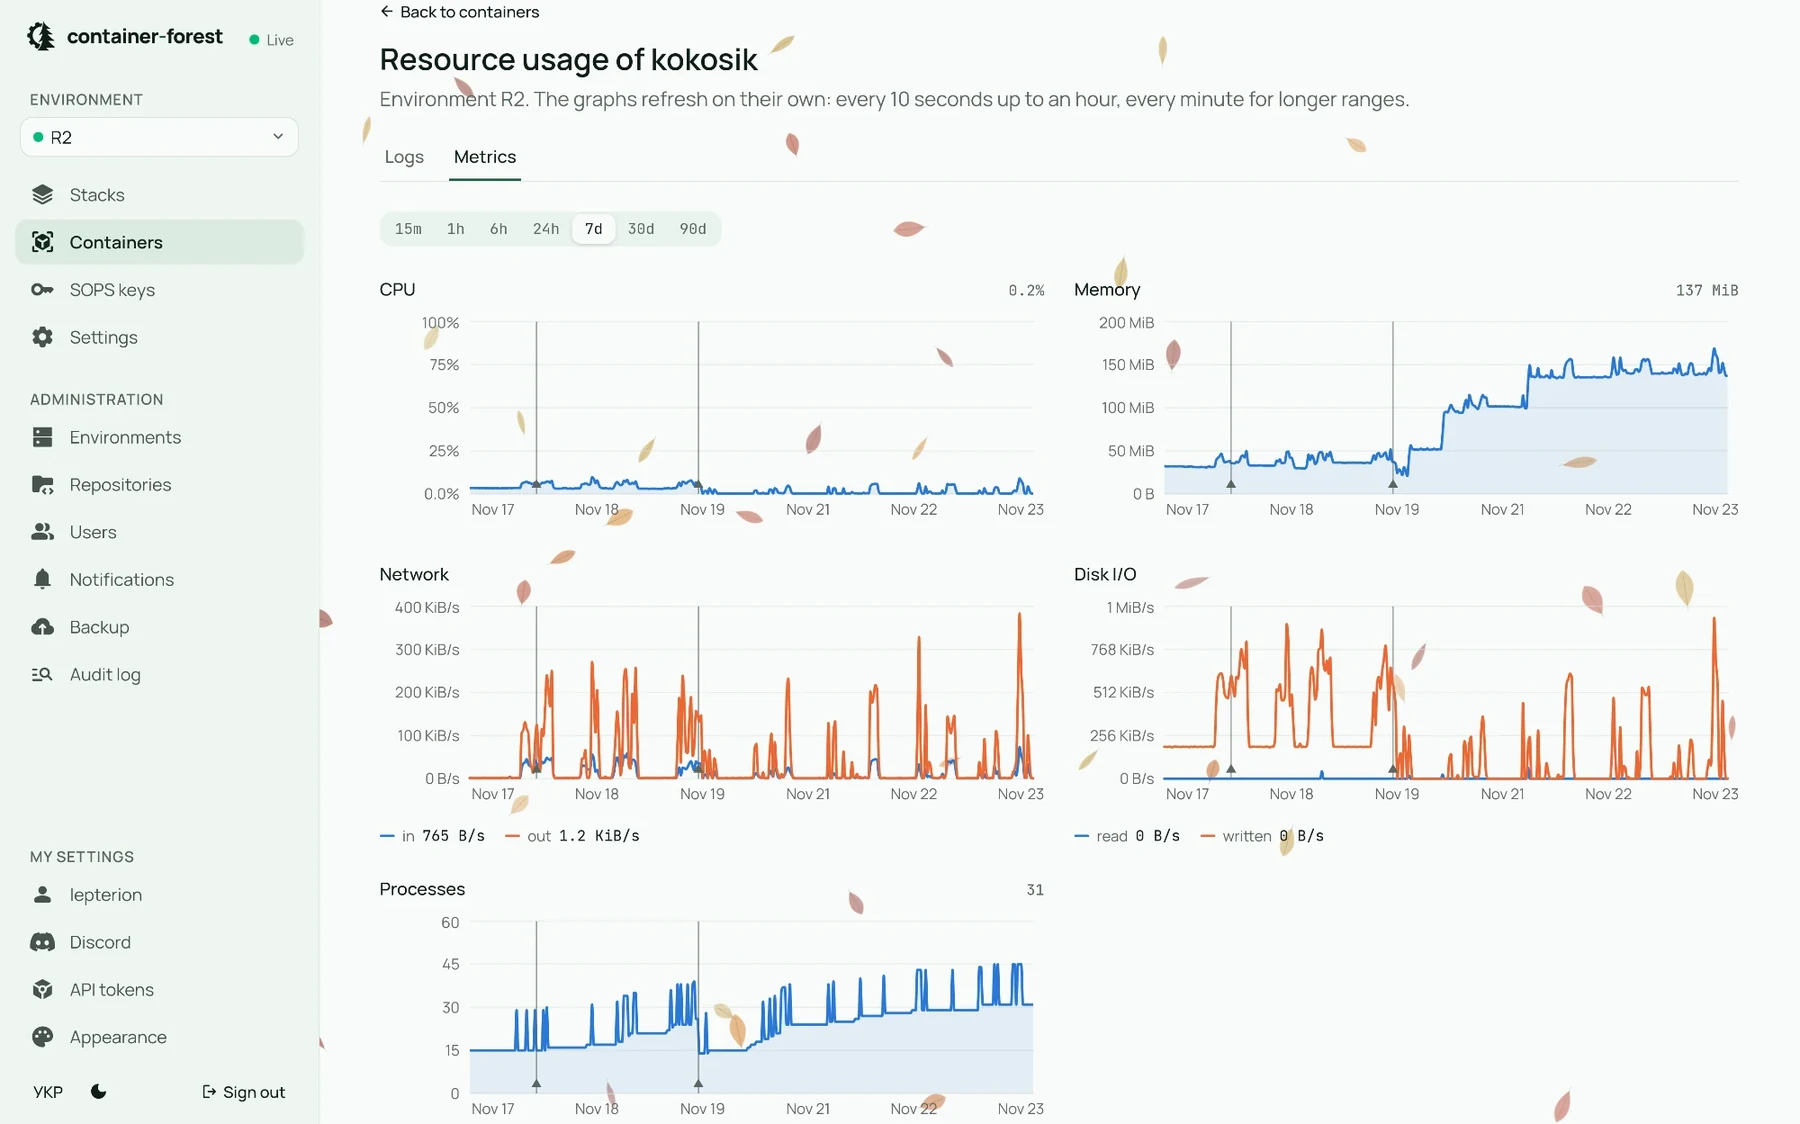 container-forest
Live
ENVIRONMENT
R2
Stacks
Containers
SOPS keys
Settings
ADMINISTRATION
Environments
Repositories
Users
Notifications
Backup
Audit log
MY SETTINGS
lepterion
Discord
API tokens
Appearance
УКР
Sign out
Back to containers
Resource usage of kokosik
Environment R2. The graphs refresh on their own: every 10 seconds up to an hour, every minute for longer ranges.
Logs Metrics
15m 1h 6h 24h 7d 30d 90d
CPU 0.2%
100%
75%
50%
25%
0.0%
Nov 17 Nov 18 Nov 19 Nov 21 Nov 22 Nov 23
Memory 137 MiB
200 MiB
150 MiB
100 MiB
50 MiB
0 B
Nov 17 Nov 18 Nov 19 Nov 21 Nov 22 Nov 23
Network
400 KiB/s
300 KiB/s
200 KiB/s
100 KiB/s
0 B/s
Nov 17 Nov 18 Nov 19 Nov 21 Nov 22 Nov 23
in 765 B/s out 1.2 KiB/s
Disk I/O
1 MiB/s
768 KiB/s
512 KiB/s
256 KiB/s
0 B/s
Nov 17 Nov 18 Nov 19 Nov 21 Nov 22 Nov 23
read 0 B/s written 0 B/s
Processes 31
60
45
30
15
0
Nov 17 Nov 18 Nov 19 Nov 21 Nov 22 Nov 23